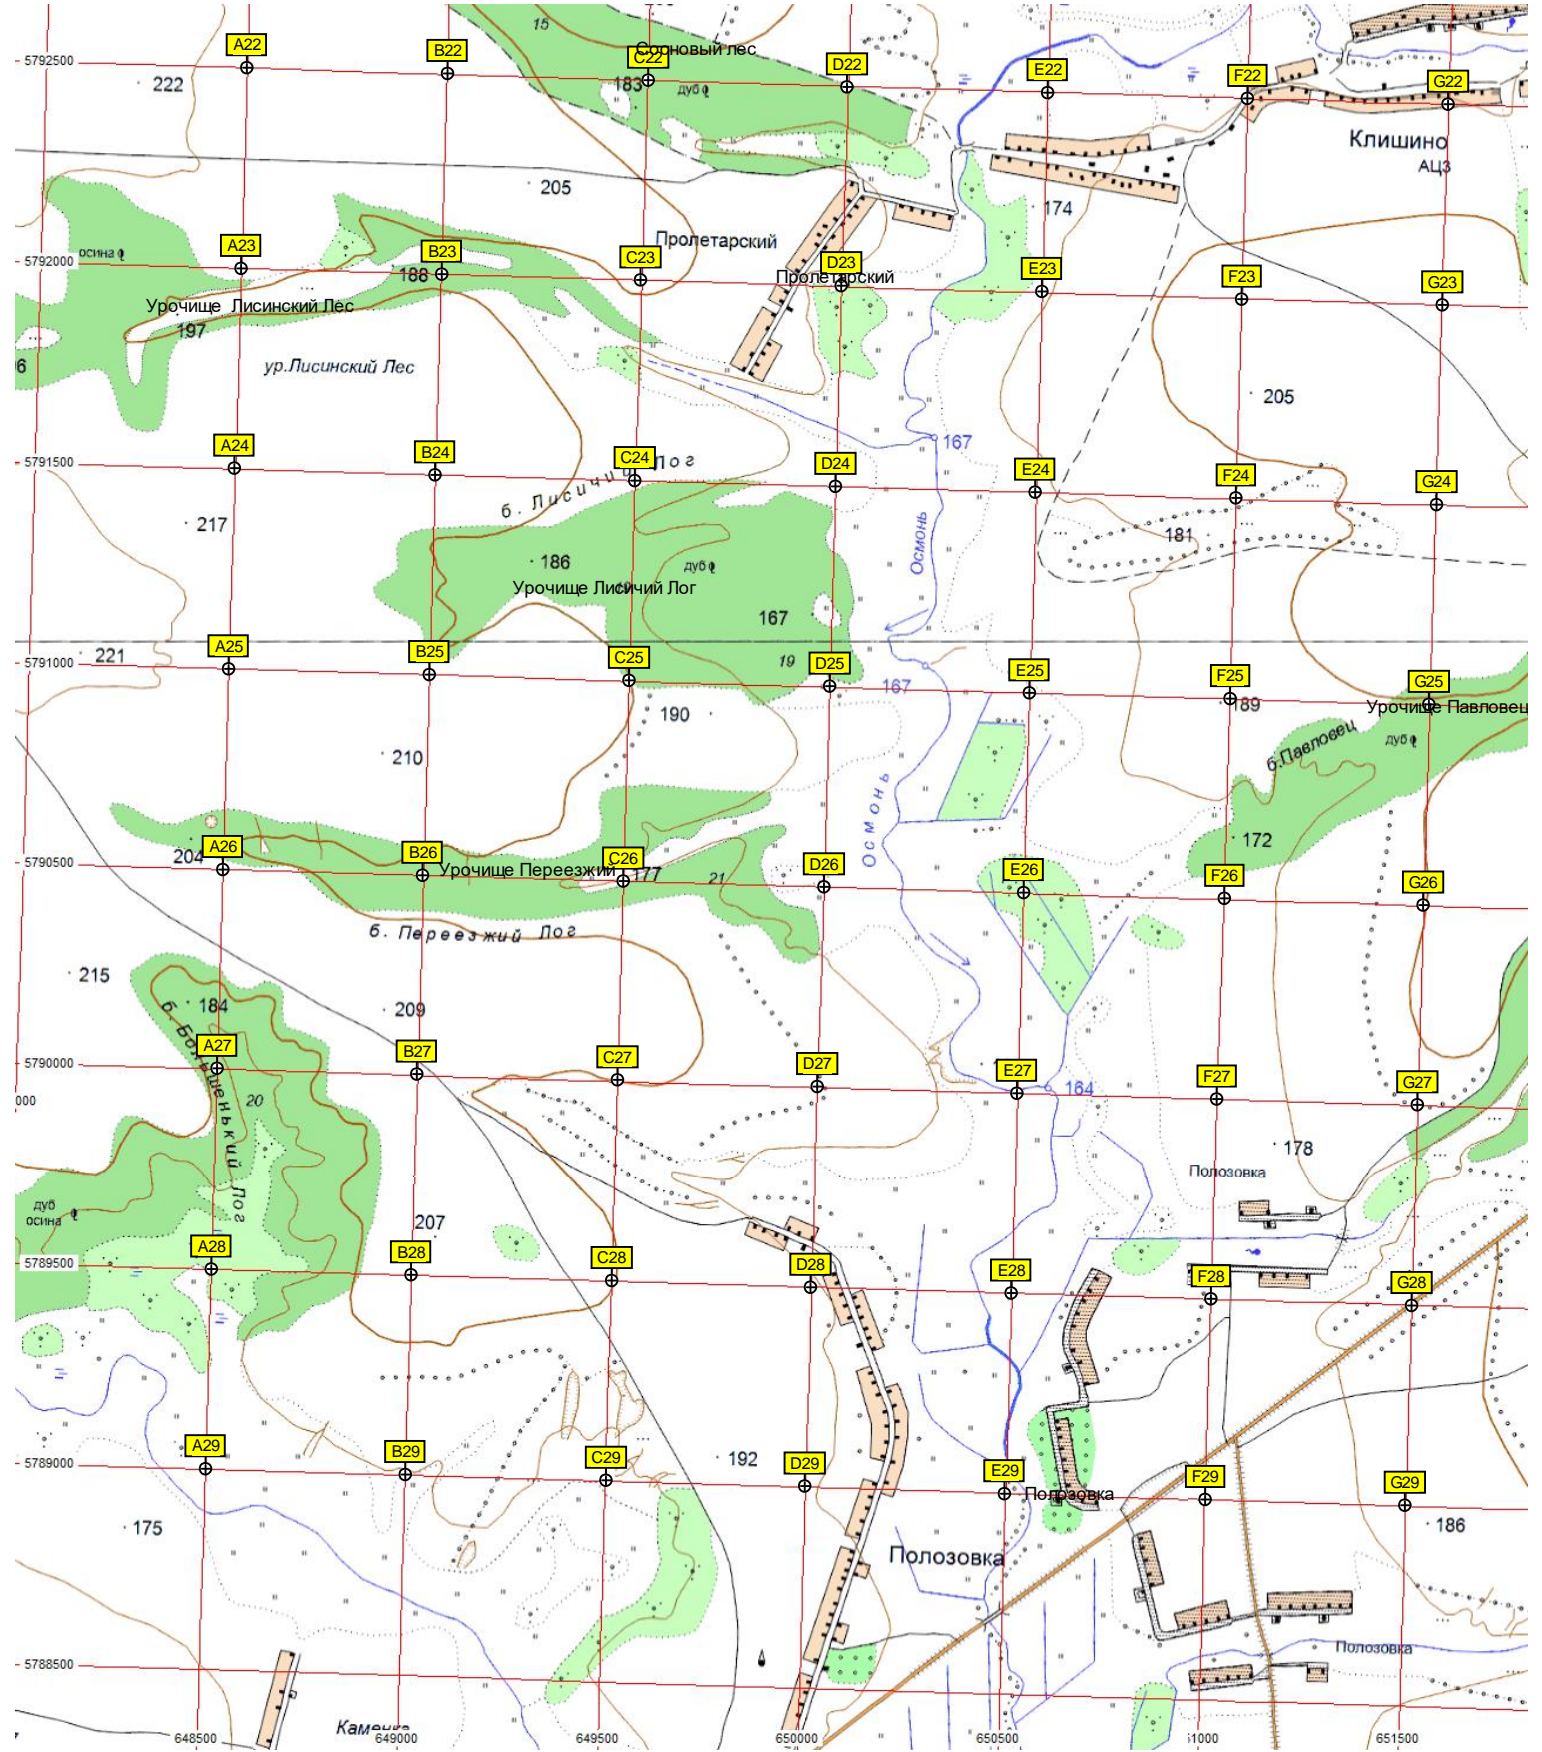 15
Сосновый лес
A22
B22
C22
D22
E22
F22
G22
5792500
222
183
дуб
Клишино
АЦЗ
205
174
Пролетарский
осина
A23
B23
C23
D23
E23
F23
G23
5792000
188
Пролетарский
Урочище Лисинский Лес
197
6
ур.Лисинский Лес
205
167
A24
B24
C24
D24
E24
F24
G24
5791500
б. Лисичий Лог
217
Осмонь
181
186
дуб
Урочище Лисичий Лог
167
A25
B25
C25
D25
E25
F25
G25
5791000
221
19
167
189
Урочище Павловец
190
210
б.Павловец
дуб
Осмонь
172
A26
B26
C26
D26
E26
F26
G26
5790500
204
Урочище Переезжий
177
21
б. Переезжий Лог
215
184
209
б. Большенький Лог
A27
B27
C27
D27
E27
F27
G27
5790000
164
000
20
178
Полозовка
дуб
осина
207
A28
B28
C28
D28
E28
F28
G28
5789500
A29
B29
C29
D29
E29
F29
G29
5789000
192
Полозовка
175
186
Полозовка
Полозовка
5788500
Каменка
648500
649000
649500
650000
650500
51000
651500